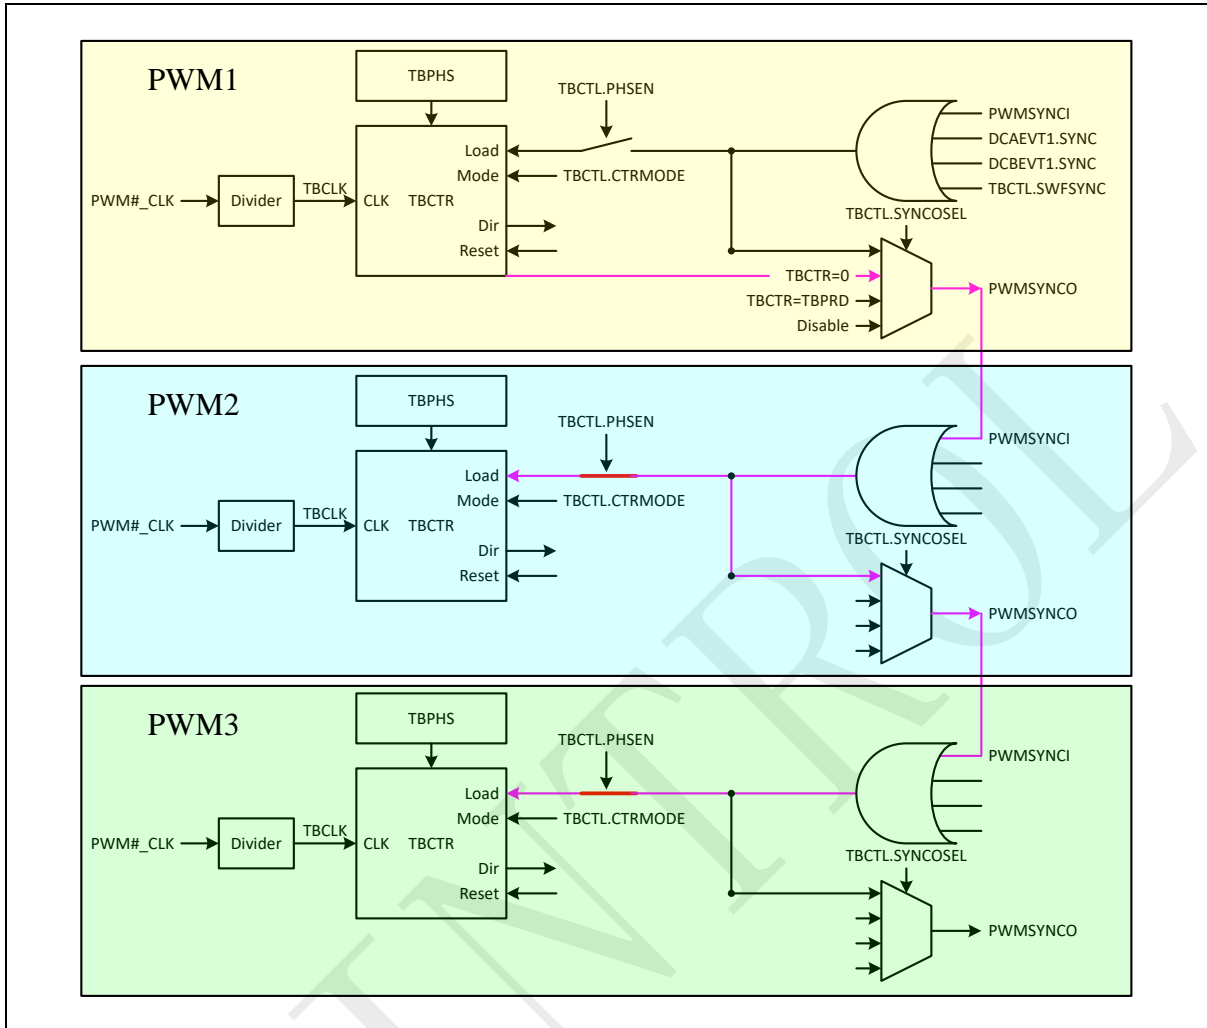 PWM1
TBPHS
TBCTL.PHSEN
PWMSYNCI
Load
DCAEVT1.SYNC
Mode
TBCTL.CTRMODE
DCBEVT1.SYNC
TBCLK
PWM#_CLK
Divider
CLK
TBCTR
TBCTL.SWFSYNC
Dir
TBCTL.SYNCOSEL
Reset
TBCTR=0
PWMSYNCO
TBCTR=TBPRD
Disable
PWM2
TBPHS
TBCTL.PHSEN
PWMSYNCI
Load
Mode
TBCTL.CTRMODE
TBCLK
PWM#_CLK
Divider
CLK
TBCTR
Dir
TBCTL.SYNCOSEL
Reset
PWMSYNCO
PWM3
TBPHS
TBCTL.PHSEN
PWMSYNCI
Load
Mode
TBCTL.CTRMODE
TBCLK
PWM#_CLK
Divider
CLK
TBCTR
Dir
TBCTL.SYNCOSEL
Reset
PWMSYNCO
NTROL